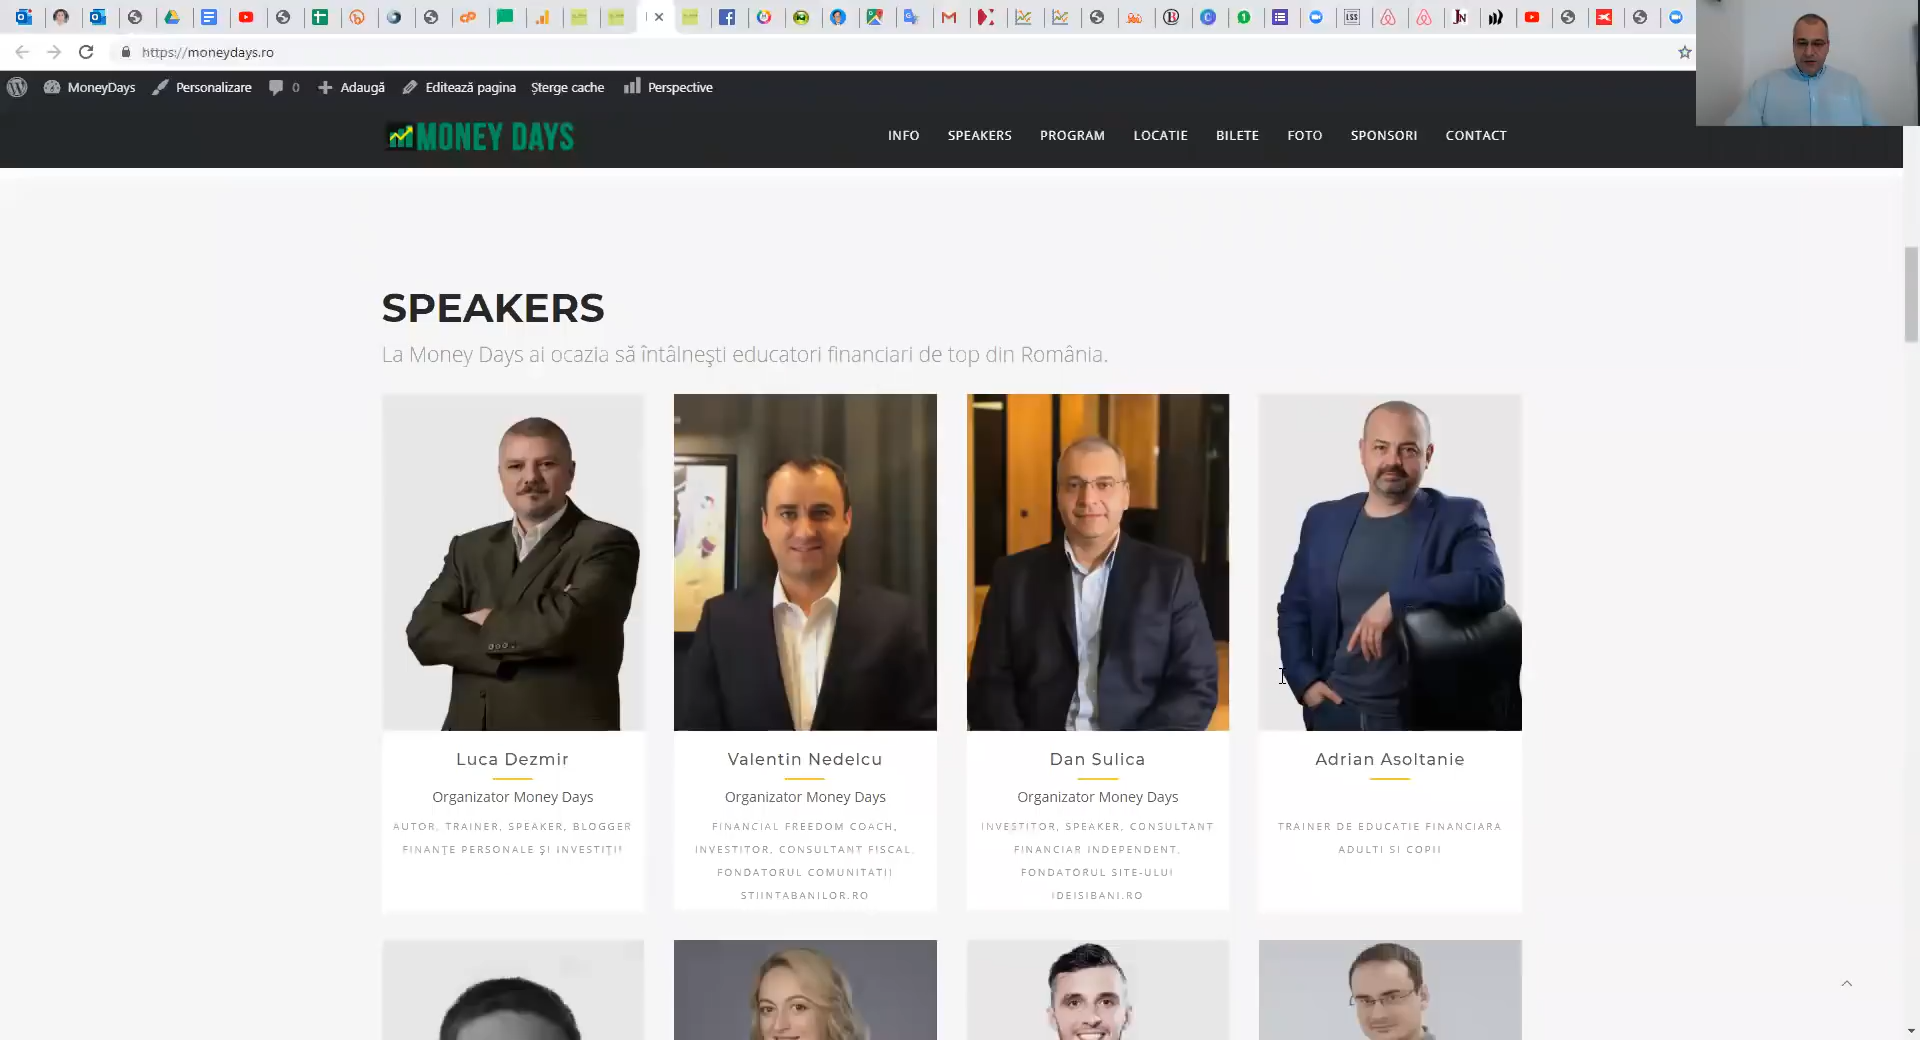 https://moneydays.ro
MoneyDays
Personalizare
0
Adaugă
Editează pagina
Șterge cache
Perspective
MONEY DAYS
INFO
SPEAKERS
PROGRAM
LOCATIE
BILETE
FOTO
SPONSORI
CONTACT
SPEAKERS
La Money Days ai ocazia să întâlnești educatori financiari de top din România.
Luca Dezmir
Organizator Money Days
AUTOR, TRAINER, SPEAKER, BLOGGER
FINANȚE PERSONALE ȘI INVESTIȚII
Valentin Nedelcu
Organizator Money Days
FINANCIAL FREEDOM COACH,
INVESTITOR, CONSULTANT FISCAL,
FONDATORUL COMUNITATII
STIINTABANILOR.RO
Dan Sulica
Organizator Money Days
INVESTITOR, SPEAKER, CONSULTANT
FINANCIAR INDEPENDENT,
FONDATORUL SITE-ULUI
IDEISIBANI.RO
Adrian Asoltanie
TRAINER DE EDUCATIE FINANCIARA
ADULTI SI COPII